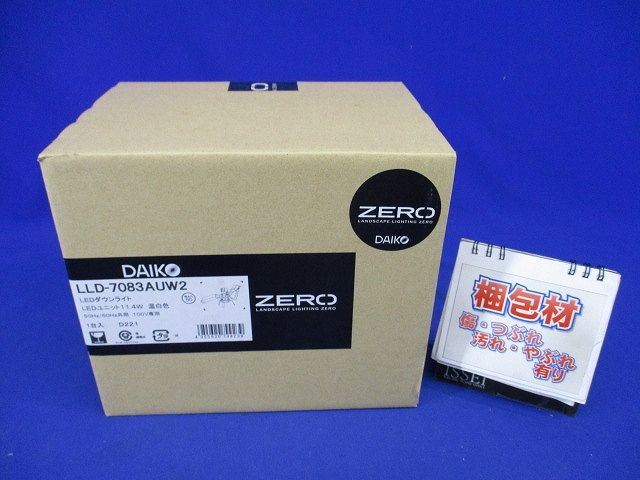 ZERO
LANDSCAPE LIGHTING ZERO
DAIKO
DAIKO
LLD-7083AUW2
LEDダウンライト
LEDユニット11.4W 温白色
50Hz/60Hz共用 100V専用
1台入 D221
ZERO
LANDSCAPE LIGHTING ZERO
梱包材
傷・つぶれ
汚れ・やぶれ
有り
ISSEI